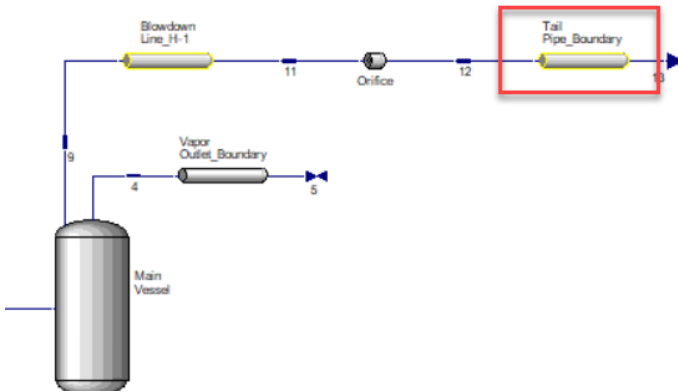 Blowdown
Line_H-1
Tail
Pipe_Boundary
11
Orifice
12
13
Vapor
Outlet_Boundary
9
4
5
Main
Vessel